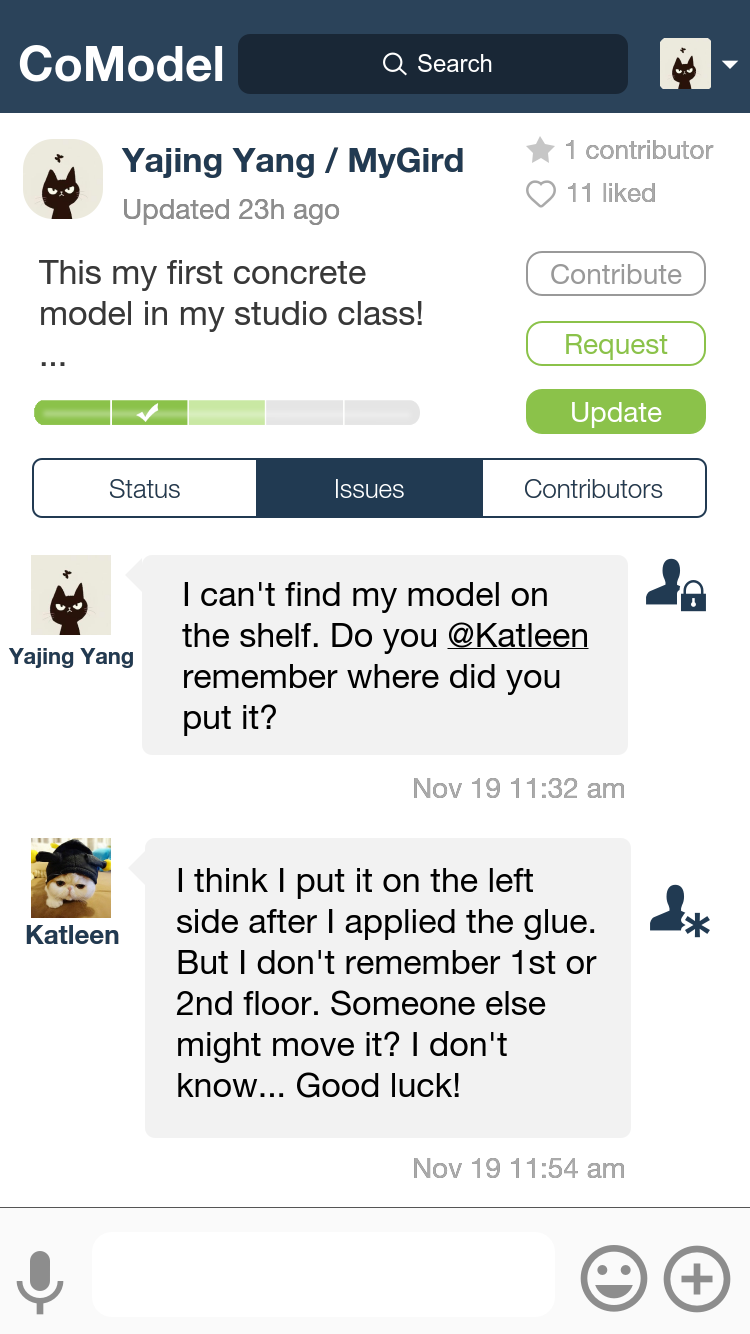 CoModel
Search
Yajing Yang / MyGird
Updated 23h ago
1 contributor
11 liked
This my first concrete
model in my studio class!
...
Contribute
Request
Update
Status
Issues
Contributors
I can't find my model on
the shelf. Do you @Katleen
remember where did you
put it?
Yajing Yang
Nov 19 11:32 am
I think I put it on the left
side after I applied the glue.
But I don't remember 1st or
2nd floor. Someone else
might move it? I don't
know... Good luck!
Katleen
Nov 19 11:54 am